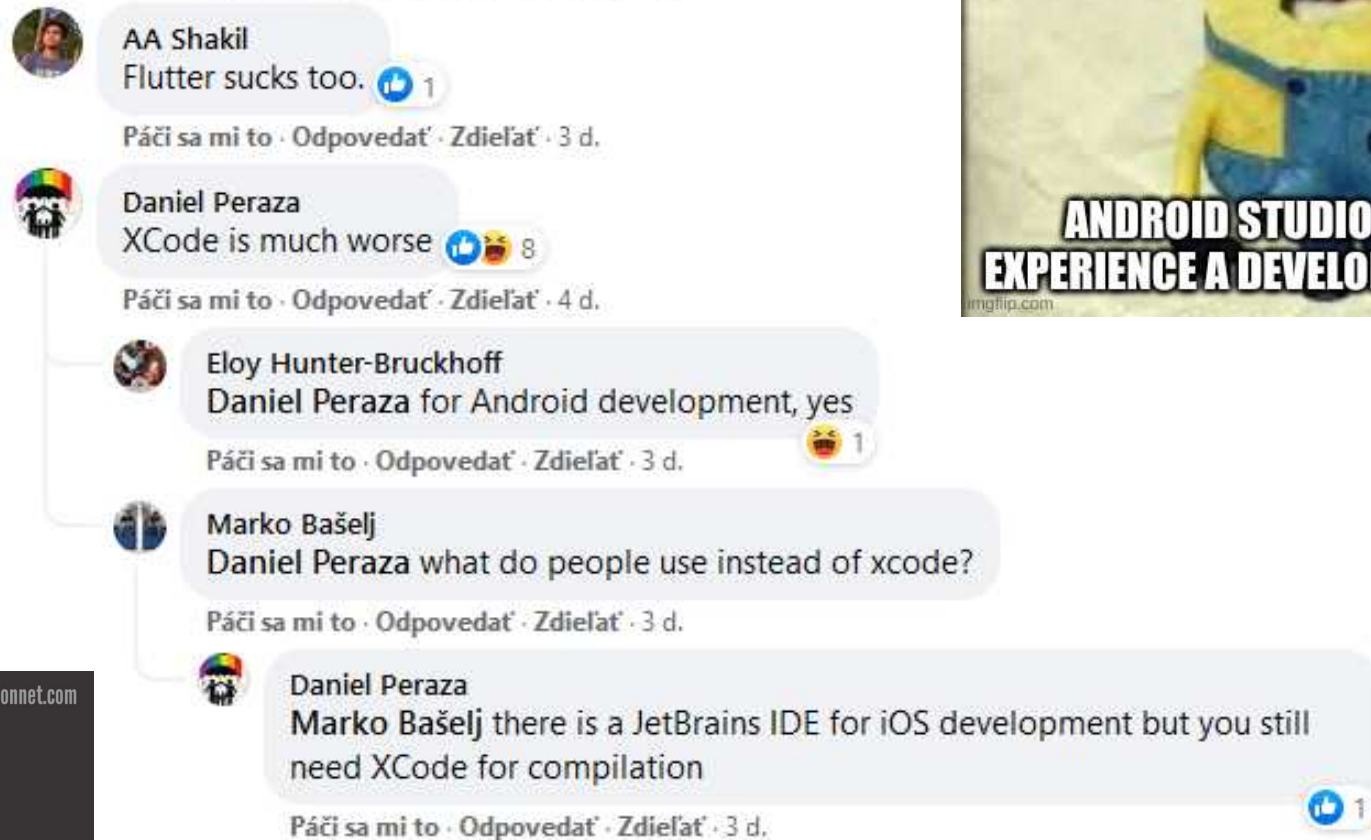 AA Shakil
Flutter sucks too.
1
Páči sa mi to · Odpovedať · Zdieľať · 3 d.
Daniel Peraza
XCode is much worse
8
Páči sa mi to · Odpovedať · Zdieľať · 4 d.
Eloy Hunter-Bruckhoff
Daniel Peraza for Android development, yes
1
Páči sa mi to · Odpovedať · Zdieľať · 3 d.
Marko Bašelj
Daniel Peraza what do people use instead of xcode?
Páči sa mi to · Odpovedať · Zdieľať · 3 d.
Daniel Peraza
Marko Bašelj there is a JetBrains IDE for iOS development but you still
need XCode for compilation
1
Páči sa mi to · Odpovedať · Zdieľať · 3 d.
ANDROID STUDIO
EXPERIENCE A DEVELO
imgflip.com
onnet.com